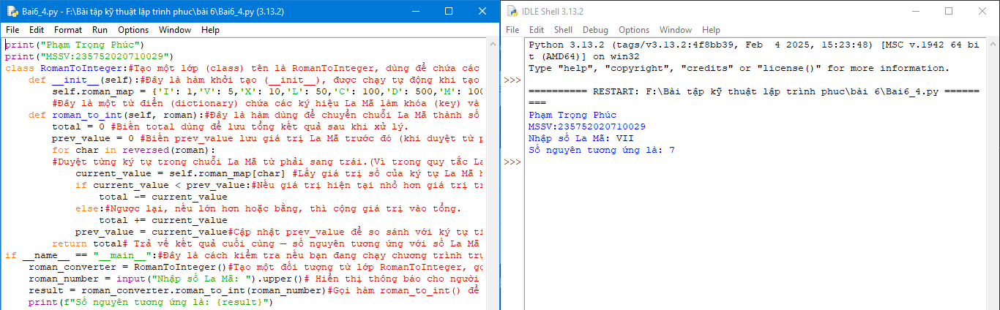 Bai6_4.py - F:\Bài tập kỹ thuật lập trình phuc\bài 6\Bai6_4.py (3.13.2)
File Edit Format Run Options Window Help
print("Phạm Trọng Phúc")
print("MSSV:235752020710029")
class RomanToInteger:#Tạo một lớp (class) tên là RomanToInteger, dùng để chứa các
def __init__(self):#Đây là hàm khởi tạo (__init__), được chạy tự động khi tạo
self.roman_map = {'I': 1,'V': 5,'X': 10,'L': 50,'C': 100,'D': 500,'M': 100
#Đây là một từ điển (dictionary) chứa các ký hiệu La Mã làm khóa (key) và
def roman_to_int(self, roman):#Đây là hàm dùng để chuyển chuỗi La Mã thành số
total = 0 #Biến total dùng để lưu tổng kết quả sau khi xử lý.
prev_value = 0 #Biến prev_value lưu giá trị La Mã trước đó (khi duyệt từ p
for char in reversed(roman):
#Duyệt từng ký tự trong chuỗi La Mã từ phải sang trái.(Vì trong quy tắc La
current_value = self.roman_map[char] #Lấy giá trị số của ký tự La Mã h
if current_value < prev_value:#Nếu giá trị hiện tại nhỏ hơn giá trị tr
total -= current_value
else:#Ngược lại, nếu lớn hơn hoặc bằng, thì cộng giá trị vào tổng.
total += current_value
prev_value = current_value#Cập nhật prev_value để so sánh với ký tự ti
return total# Trả về kết quả cuối cùng — số nguyên tương ứng với số La Mã
if __name__ == "__main__":#Đây là cách kiểm tra nếu bạn đang chạy chương trình trự
roman_converter = RomanToInteger()#Tạo một đối tượng từ lớp RomanToInteger, gọ
roman_number = input("Nhập số La Mã: ").upper()# Hiển thị thông báo cho người
result = roman_converter.roman_to_int(roman_number)#Gọi hàm roman_to_int() để
print(f"Số nguyên tương ứng là: {result}")
IDLE Shell 3.13.2
File Edit Shell Debug Options Window Help
Python 3.13.2 (tags/v3.13.2:4f8bb39, Feb  4 2025, 15:23:48) [MSC v.1942 64 bi
t (AMD64)] on win32
Type "help", "copyright", "credits" or "license()" for more information.
>>>
========== RESTART: F:\Bài tập kỹ thuật lập trình phuc\bài 6\Bai6_4.py =======
===
Phạm Trọng Phúc
MSSV:235752020710029
Nhập số La Mã: VII
Số nguyên tương ứng là: 7
>>>